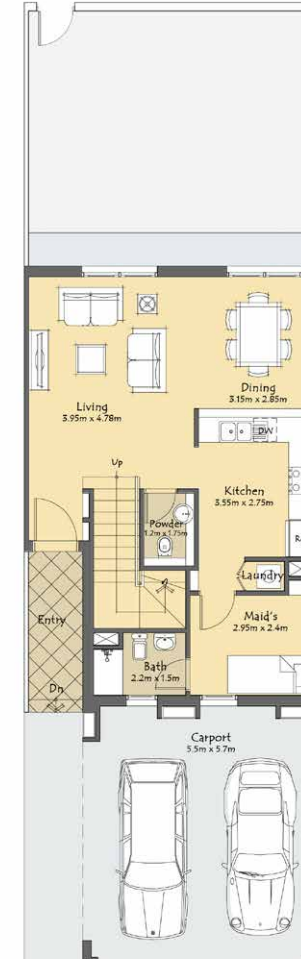 Living
3.95m x 4.78m
Dining
3.15m x 2.85m
DW
Kitchen
3.55m x 2.75m
Up
Powder
1.2m x 1.75m
R
Laundry
Maid's
2.95m x 2.4m
Entry
Bath
2.2m x 1.5m
Dn
Carport
5.5m x 5.7m